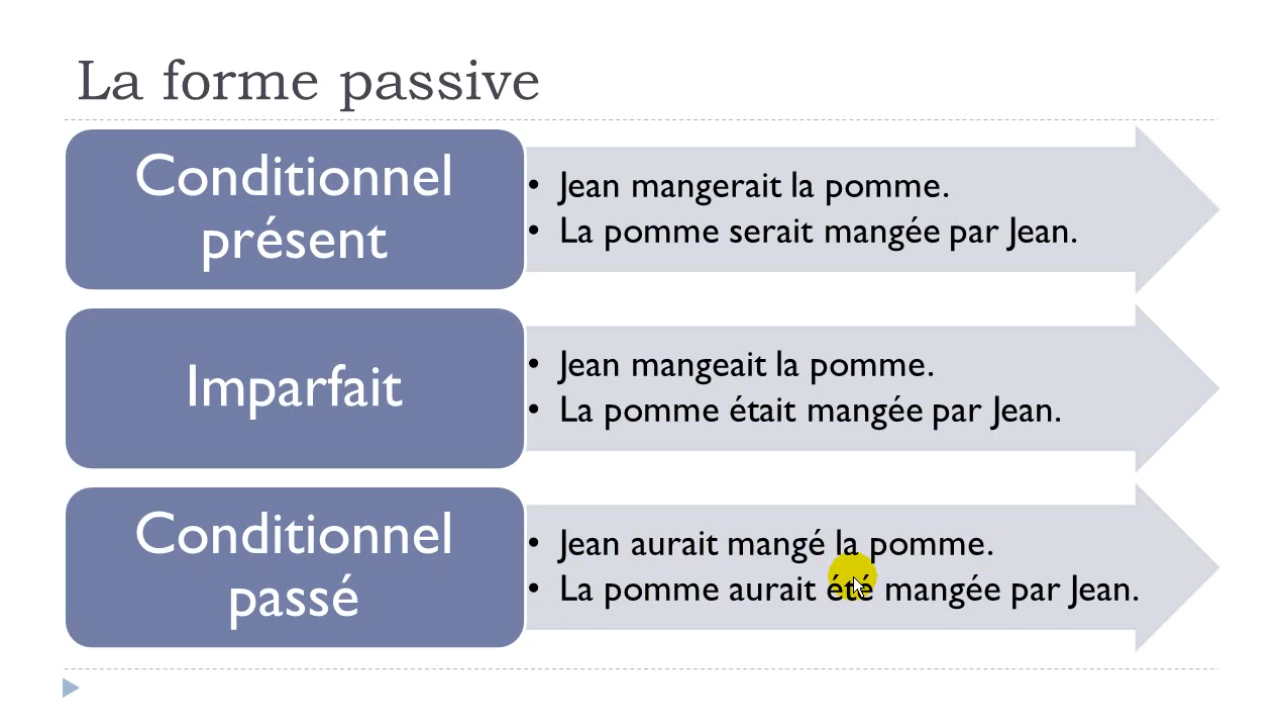 La forme passive
Conditionnel
présent
• Jean mangerait la pomme.
• La pomme serait mangée par Jean.
Imparfait
• Jean mangeait la pomme.
• La pomme était mangée par Jean.
Conditionnel
passé
• Jean aurait mangé la pomme.
• La pomme aurait été mangée par Jean.